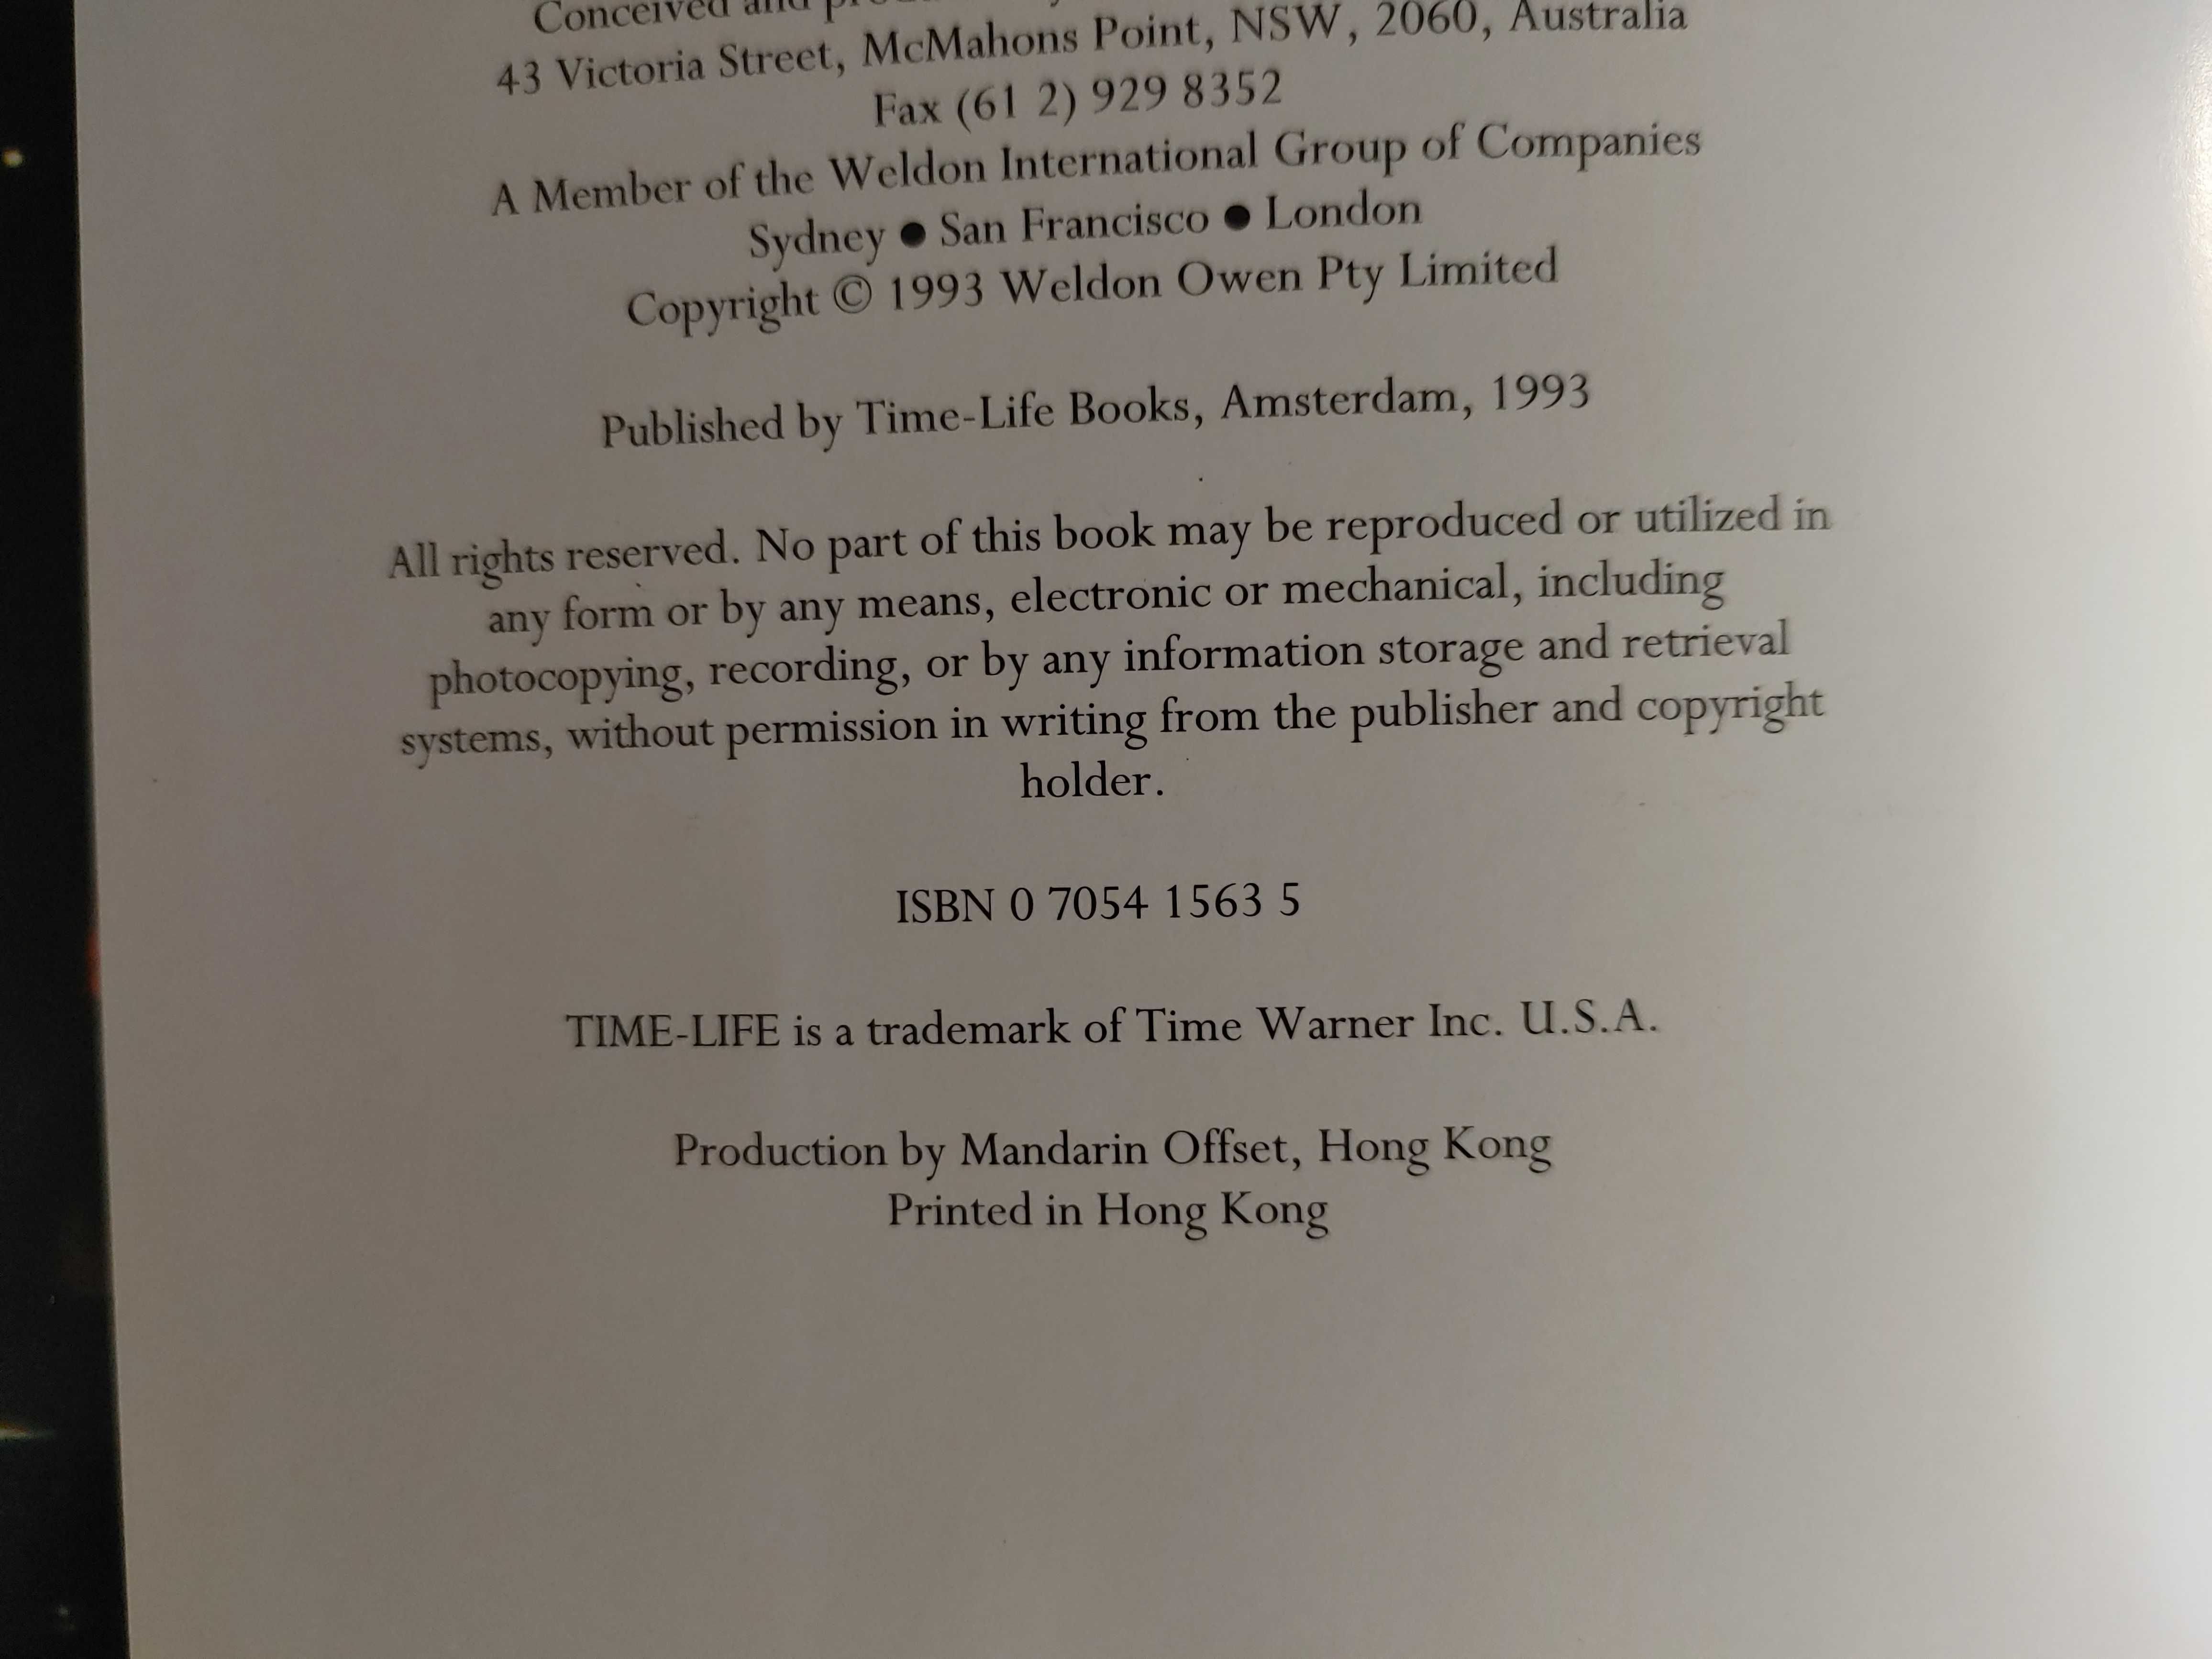 Conceived and
43 Victoria Street, McMahons Point, NSW, 2060, Australia
Fax (61 2) 929 8352
A Member of the Weldon International Group of Companies
Sydney ● San Francisco ● London
Copyright © 1993 Weldon Owen Pty Limited
Published by Time-Life Books, Amsterdam, 1993
All rights reserved. No part of this book may be reproduced or utilized in
any form or by any means, electronic or mechanical, including
photocopying, recording, or by any information storage and retrieval
systems, without permission in writing from the publisher and copyright
holder.
ISBN 0 7054 1563 5
TIME-LIFE is a trademark of Time Warner Inc. U.S.A.
Production by Mandarin Offset, Hong Kong
Printed in Hong Kong